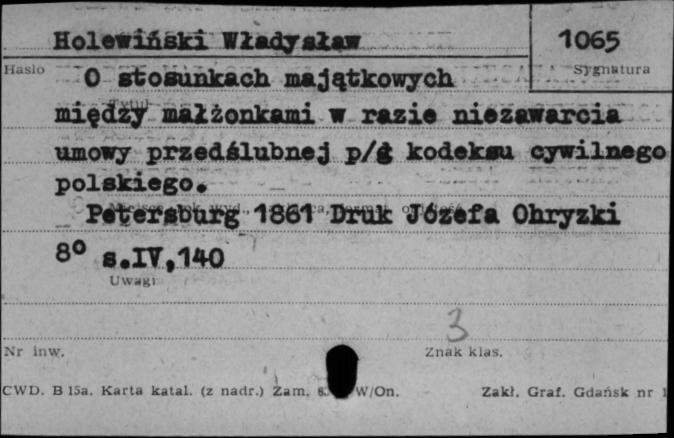 Holewiński Władysław
1065
Hasło
Sygnatura
O stosunkach majątkowych
Tytuł
między małżonkami w razie niezawarcia
umowy przedślubnej p/g kodeksu cywilnego
polskiego.
Petersburg 1861 Druk Józefa Ohryzki
8° s.IV,140
Uwagi
3
Nr inw.
Znak klas.
CWD. B 15a. Karta katal. (z nadr.) Zam. W/On.
Zakł. Graf. Gdańsk nr 1